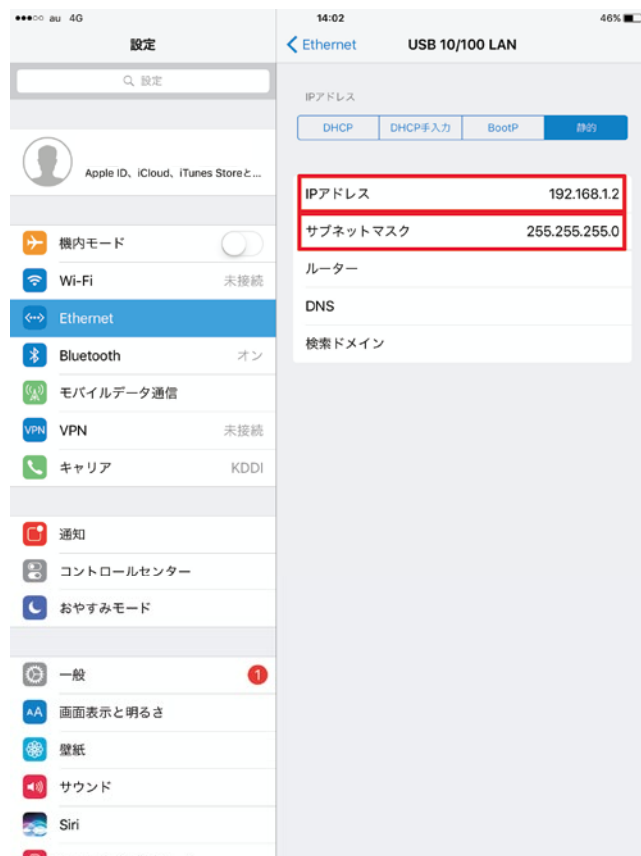 au 4G 14:02 46%
設定
Ethernet USB 10/100 LAN
設定
IPアドレス
DHCP DHCP手入力 BootP 静的
Apple ID、iCloud、iTunes Storeと...
IPアドレス 192.168.1.2
サブネットマスク 255.255.255.0
ルーター
DNS
検索ドメイン
機内モード
Wi-Fi 未接続
Ethernet
Bluetooth オン
モバイルデータ通信
VPN VPN 未接続
キャリア KDDI
通知
コントロールセンター
おやすみモード
一般 1
AA 画面表示と明るさ
壁紙
サウンド
Siri